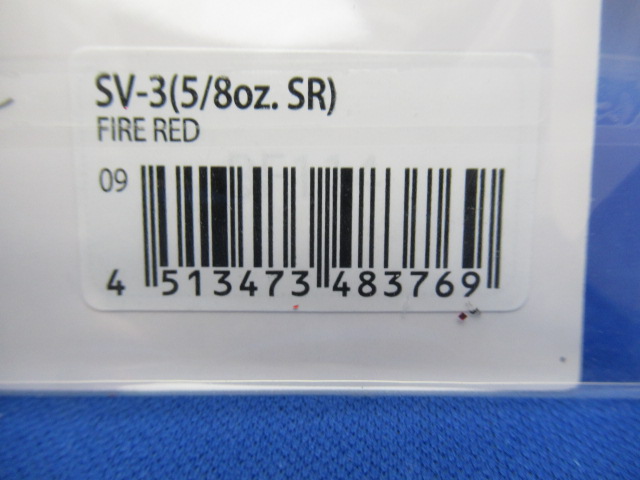 SV-3(5/8oz. SR)
FIRE RED
09
4 513473 483769